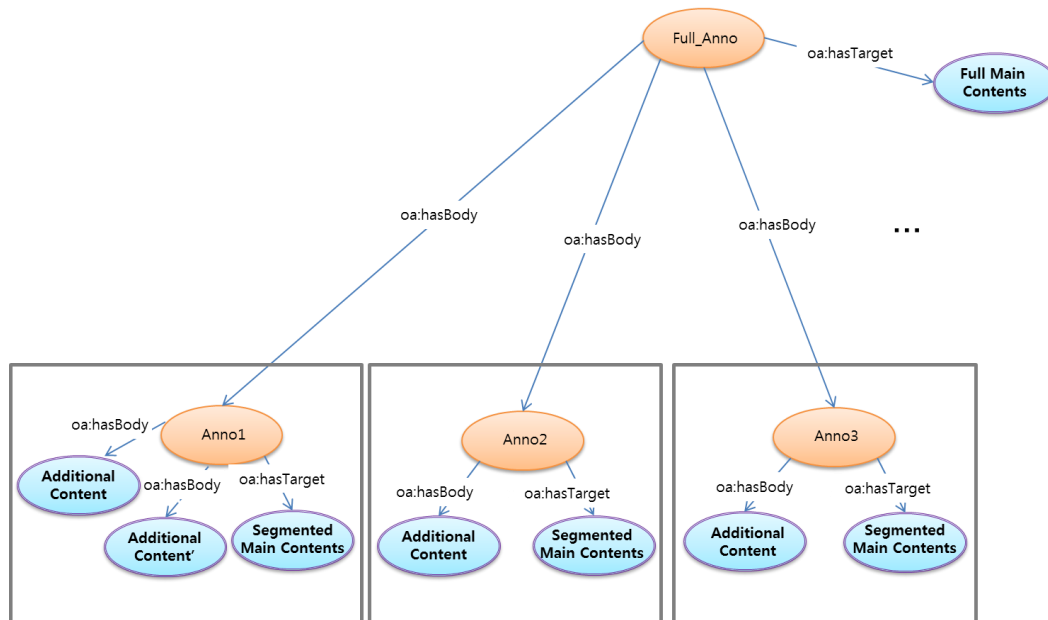 Full_Anno
oa:hasTarget
Full Main
Contents
oa:hasBody
oa:hasBody
oa:hasBody
...
Anno1
oa:hasBody
Additional
Content
oa:hasBody
oa:hasTarget
Additional
Content′
Segmented
Main Contents
Anno2
oa:hasBody
oa:hasTarget
Additional
Content
Segmented
Main Contents
Anno3
oa:hasBody
oa:hasTarget
Additional
Content
Segmented
Main Contents